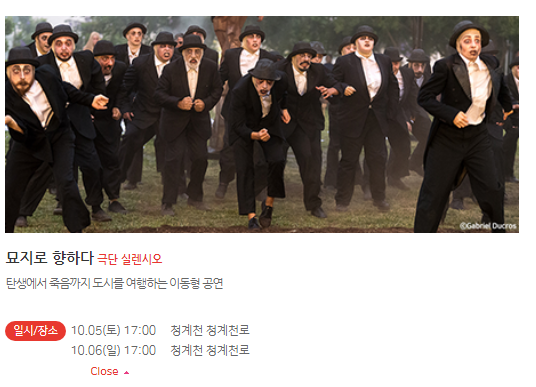 ©Gabriel Ducros
묘지로 향하다 극단 실렌시오
탄생에서 죽음까지 도시를 여행하는 이동형 공연
일시/장소 10.05(토) 17:00 청계천 청계천로
10.06(일) 17:00 청계천 청계천로
Close